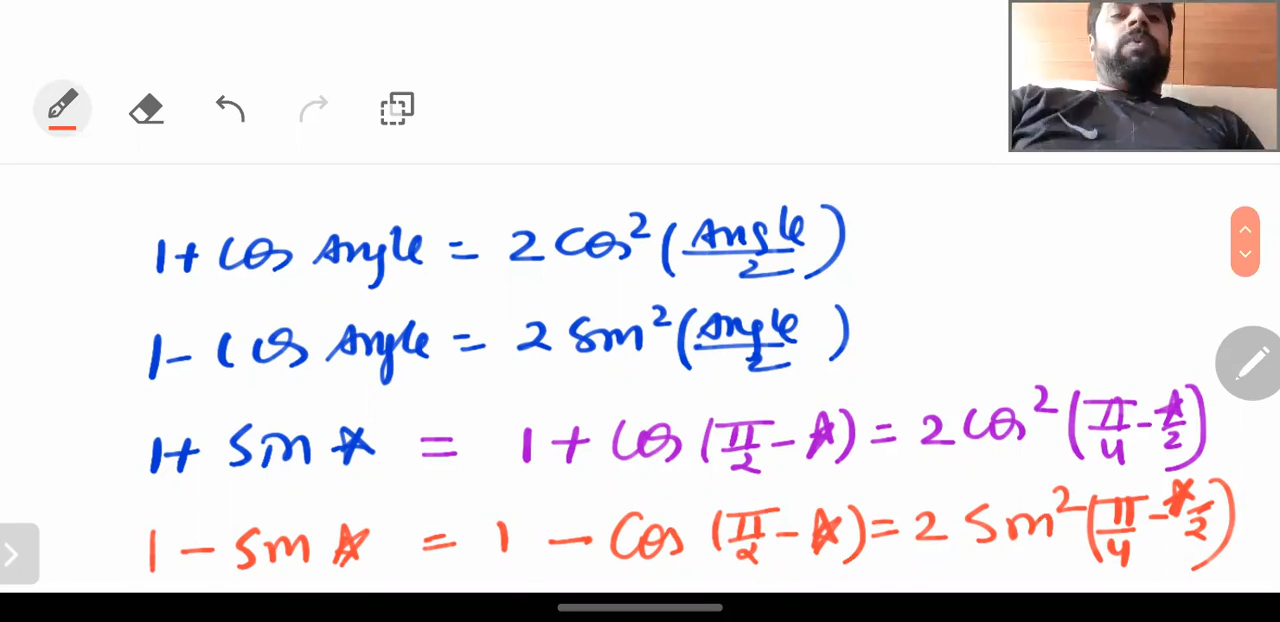 1 + cos Angle = 2 cos² (Angle/2)
1 - cos Angle = 2 sin² (Angle/2)
1 + sin ☆ = 1 + cos (π/2 - ☆) = 2 cos² (π/4 - ☆/2)
1 - sin ☆ = 1 - cos (π/2 - ☆) = 2 sin² (π/4 - ☆/2)